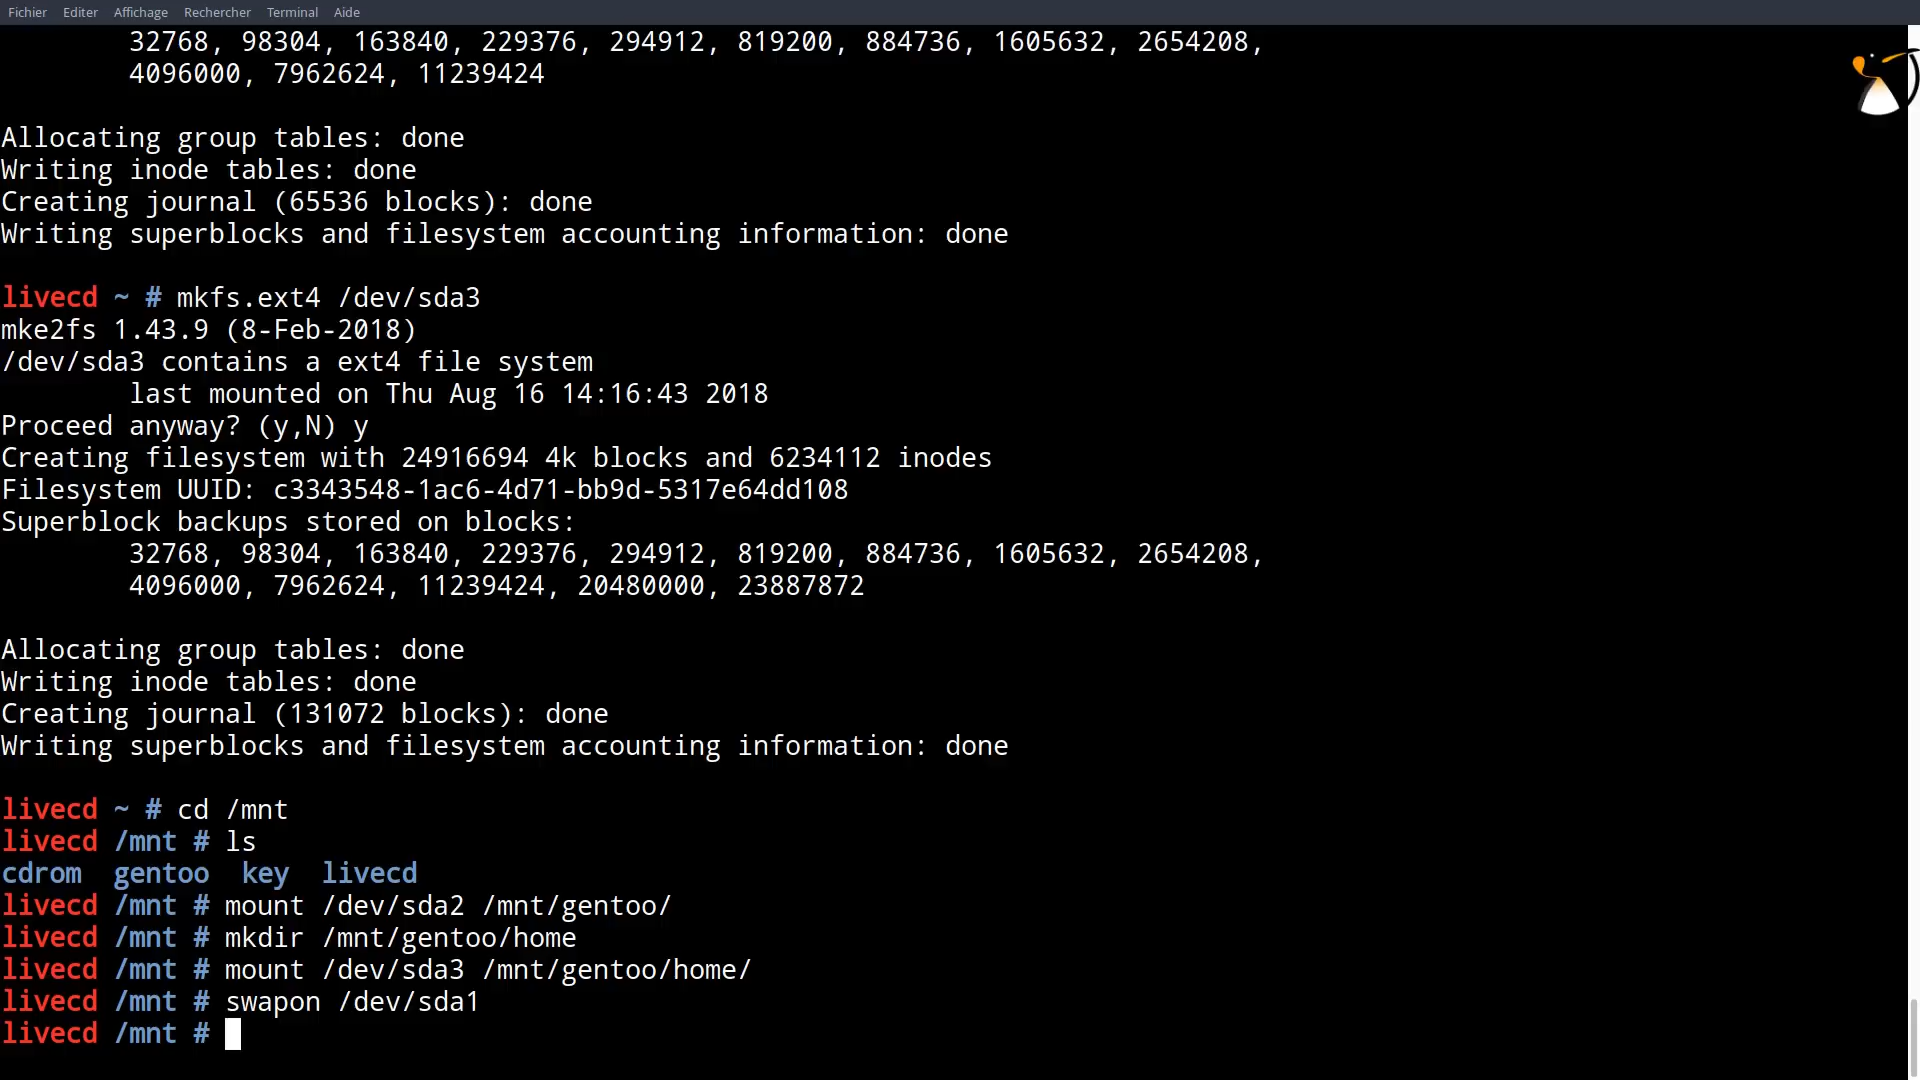 Fichier Editer Affichage Rechercher Terminal Aide
32768, 98304, 163840, 229376, 294912, 819200, 884736, 1605632, 2654208,
4096000, 7962624, 11239424
Allocating group tables: done
Writing inode tables: done
Creating journal (65536 blocks): done
Writing superblocks and filesystem accounting information: done
livecd ~ # mkfs.ext4 /dev/sda3
mke2fs 1.43.9 (8-Feb-2018)
/dev/sda3 contains a ext4 file system
last mounted on Thu Aug 16 14:16:43 2018
Proceed anyway? (y,N) y
Creating filesystem with 24916694 4k blocks and 6234112 inodes
Filesystem UUID: c3343548-1ac6-4d71-bb9d-5317e64dd108
Superblock backups stored on blocks:
32768, 98304, 163840, 229376, 294912, 819200, 884736, 1605632, 2654208,
4096000, 7962624, 11239424, 20480000, 23887872
Allocating group tables: done
Writing inode tables: done
Creating journal (131072 blocks): done
Writing superblocks and filesystem accounting information: done
livecd ~ # cd /mnt
livecd /mnt # ls
cdrom gentoo key livecd
livecd /mnt # mount /dev/sda2 /mnt/gentoo/
livecd /mnt # mkdir /mnt/gentoo/home
livecd /mnt # mount /dev/sda3 /mnt/gentoo/home/
livecd /mnt # swapon /dev/sda1
livecd /mnt #